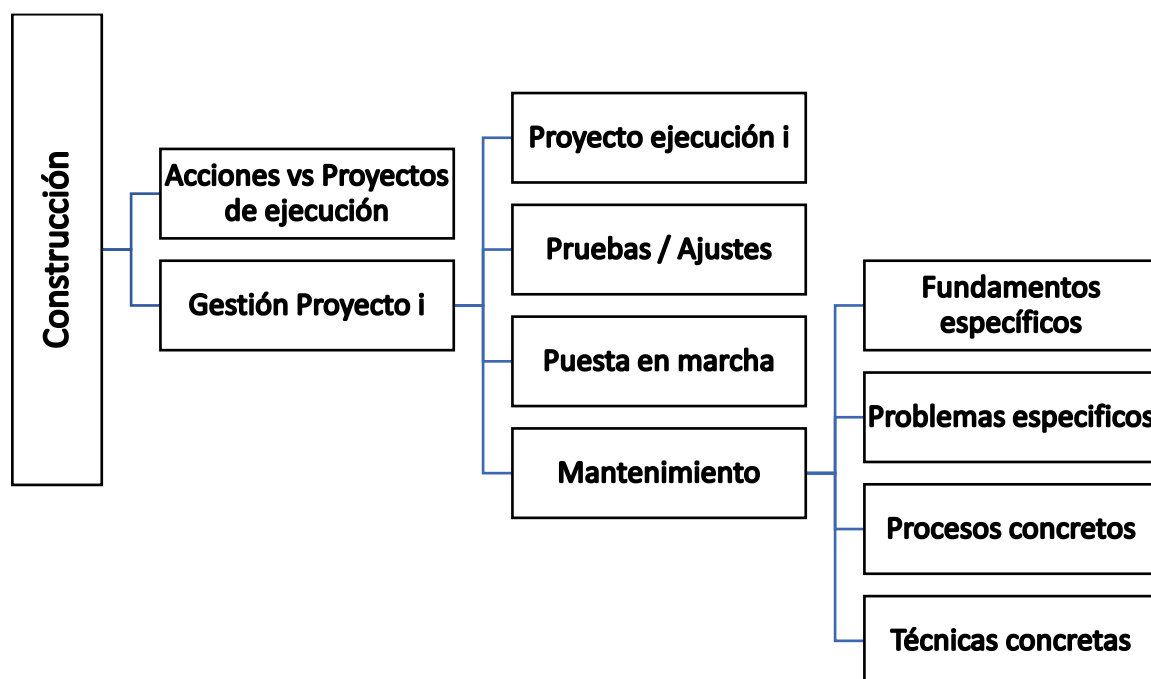 Construcción
Acciones vs Proyectos
de ejecución
Gestión Proyecto i
Proyecto ejecución i
Pruebas / Ajustes
Puesta en marcha
Mantenimiento
Fundamentos
específicos
Problemas especificos
Procesos concretos
Técnicas concretas